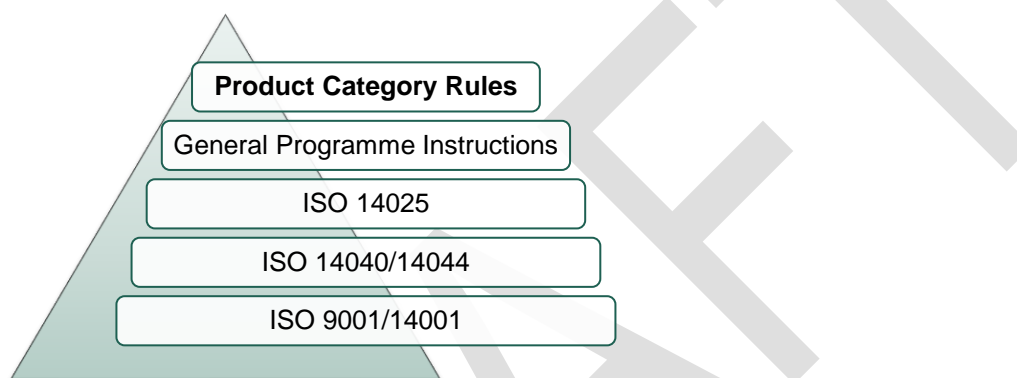 Product Category Rules
General Programme Instructions
ISO 14025
ISO 14040/14044
ISO 9001/14001